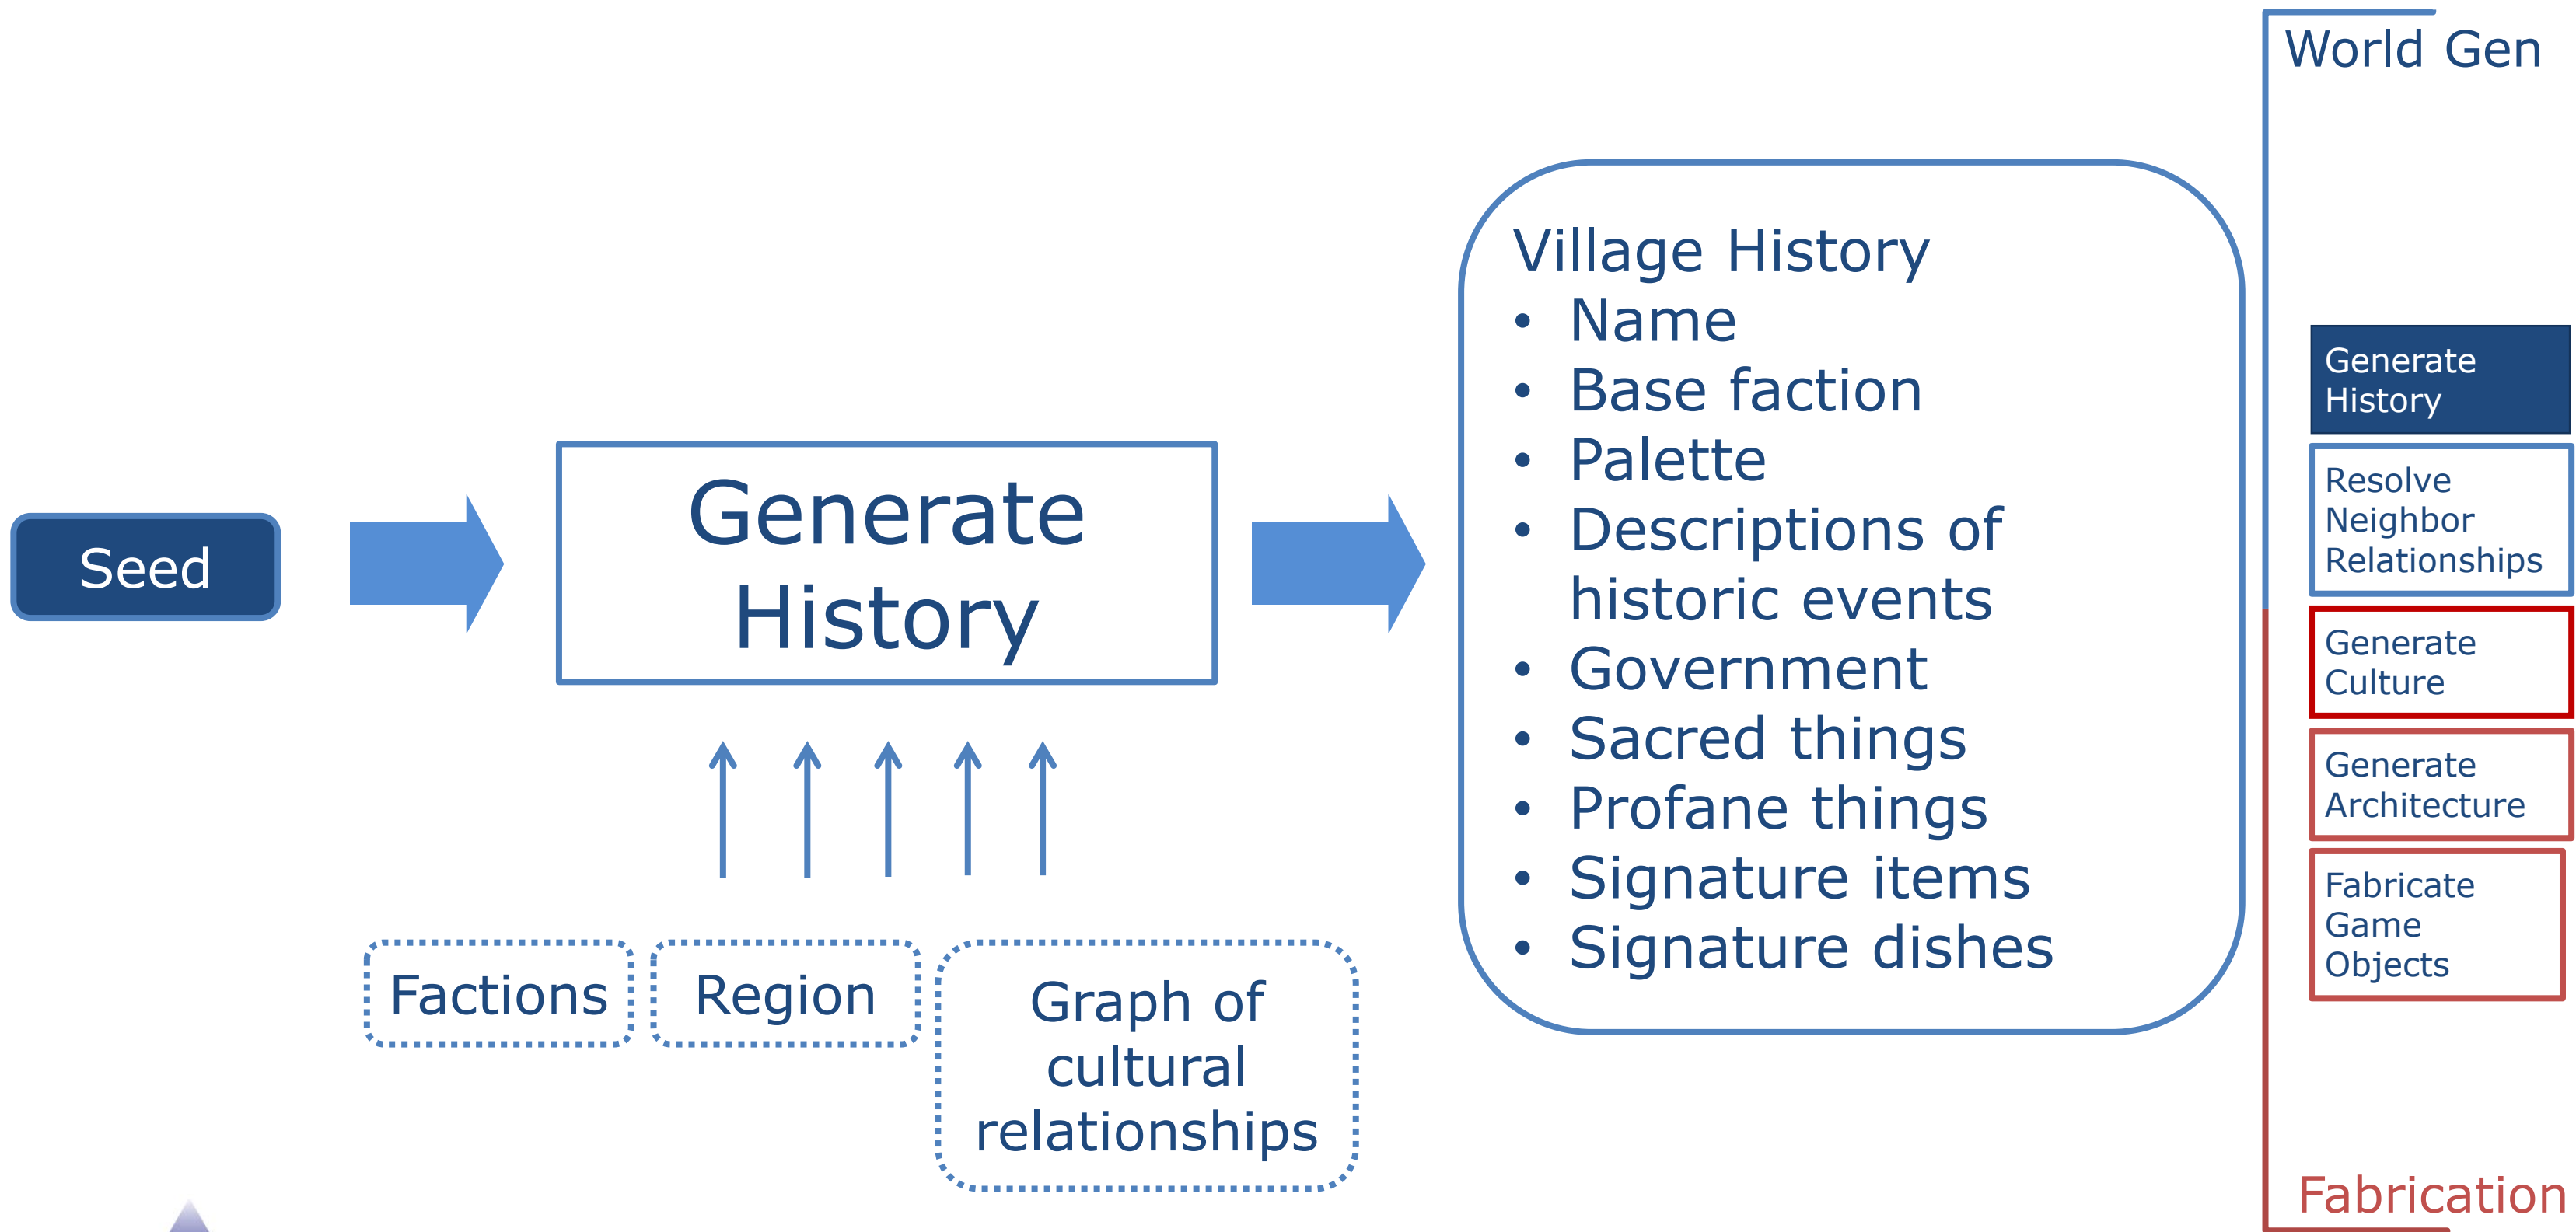 World Gen
Seed
Generate
History
Factions
Region
Graph of
cultural
relationships
Village History
• Name
• Base faction
• Palette
• Descriptions of
historic events
• Government
• Sacred things
• Profane things
• Signature items
• Signature dishes
Generate
History
Resolve
Neighbor
Relationships
Generate
Culture
Generate
Architecture
Fabricate
Game
Objects
Fabrication